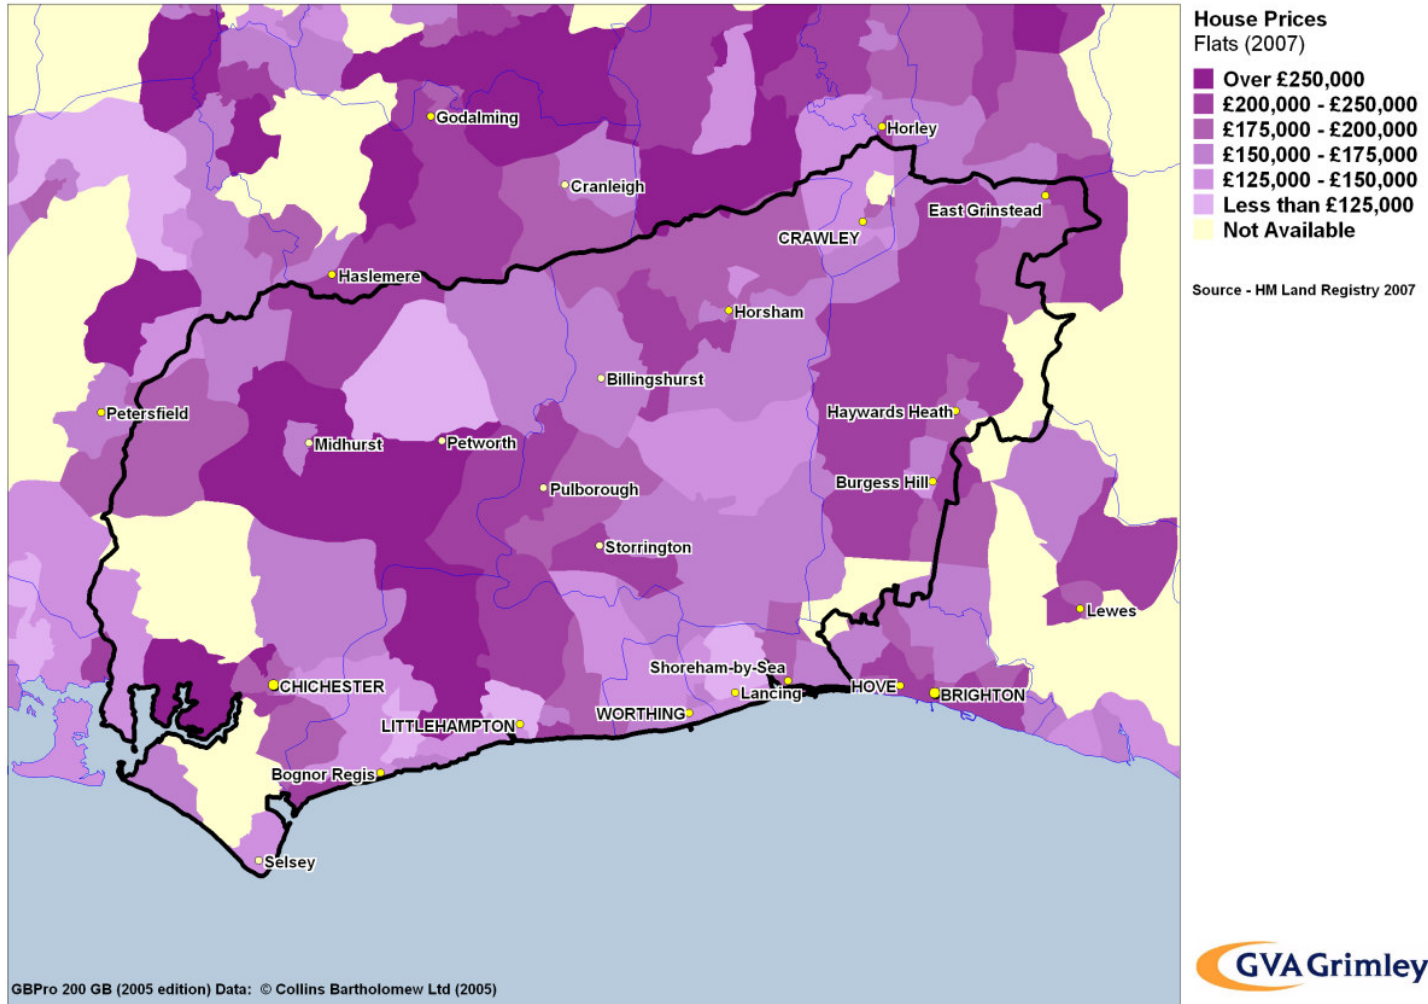 House Prices
Flats (2007)
Over £250,000
£200,000 - £250,000
£175,000 - £200,000
£150,000 - £175,000
£125,000 - £150,000
Less than £125,000
Not Available
Source - HM Land Registry 2007
Godalming
Horley
Cranleigh
East Grinstead
CRAWLEY
Haslemere
Horsham
Billingshurst
Petersfield
Haywards Heath
Midhurst
Petworth
Burgess Hill
Pulborough
Storrington
Lewes
Shoreham-by-Sea
CHICHESTER
HOVE
BRIGHTON
Lancing
WORTHING
LITTLEHAMPTON
Bognor Regis
Selsey
GVA Grimley
GBPro 200 GB (2005 edition) Data: © Collins Bartholomew Ltd (2005)